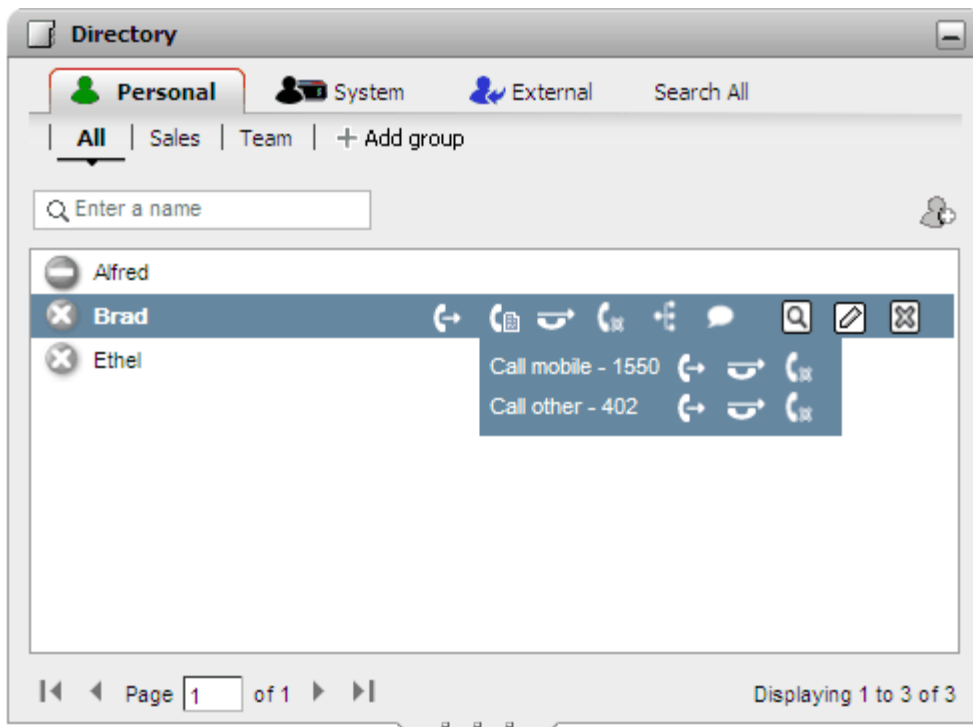 Directory
Personal System External Search All
All | Sales | Team | + Add group
Enter a name
Alfred
Brad
Call mobile - 1550
Ethel
Call other - 402
Page 1 of 1 Displaying 1 to 3 of 3